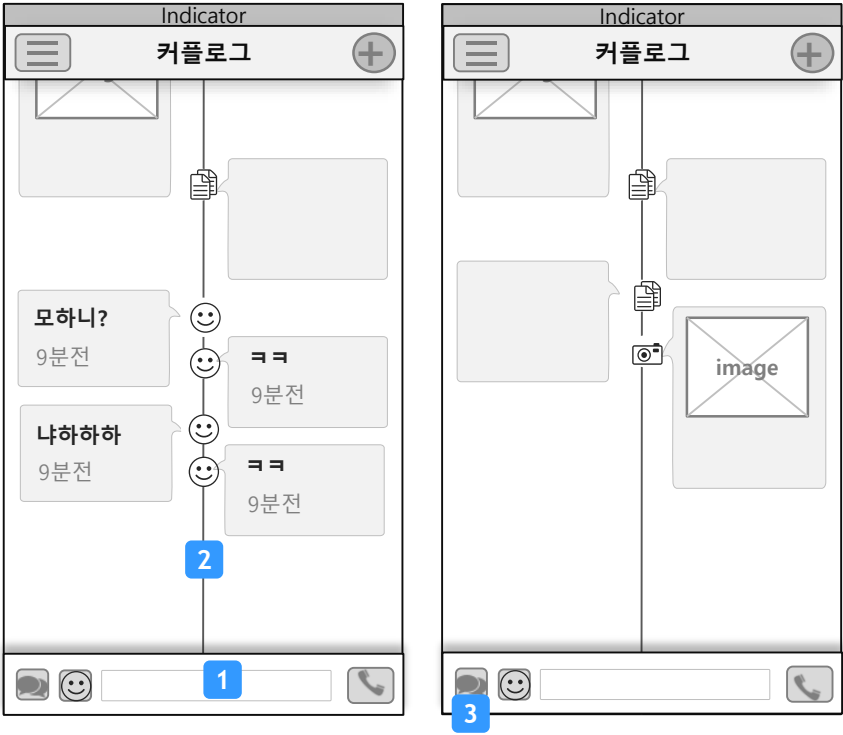 Indicator
커플로그
모하니?
9분전
ㅋㅋ
9분전
냐하하하
9분전
ㅋㅋ
9분전
2
1
Indicator
커플로그
image
3